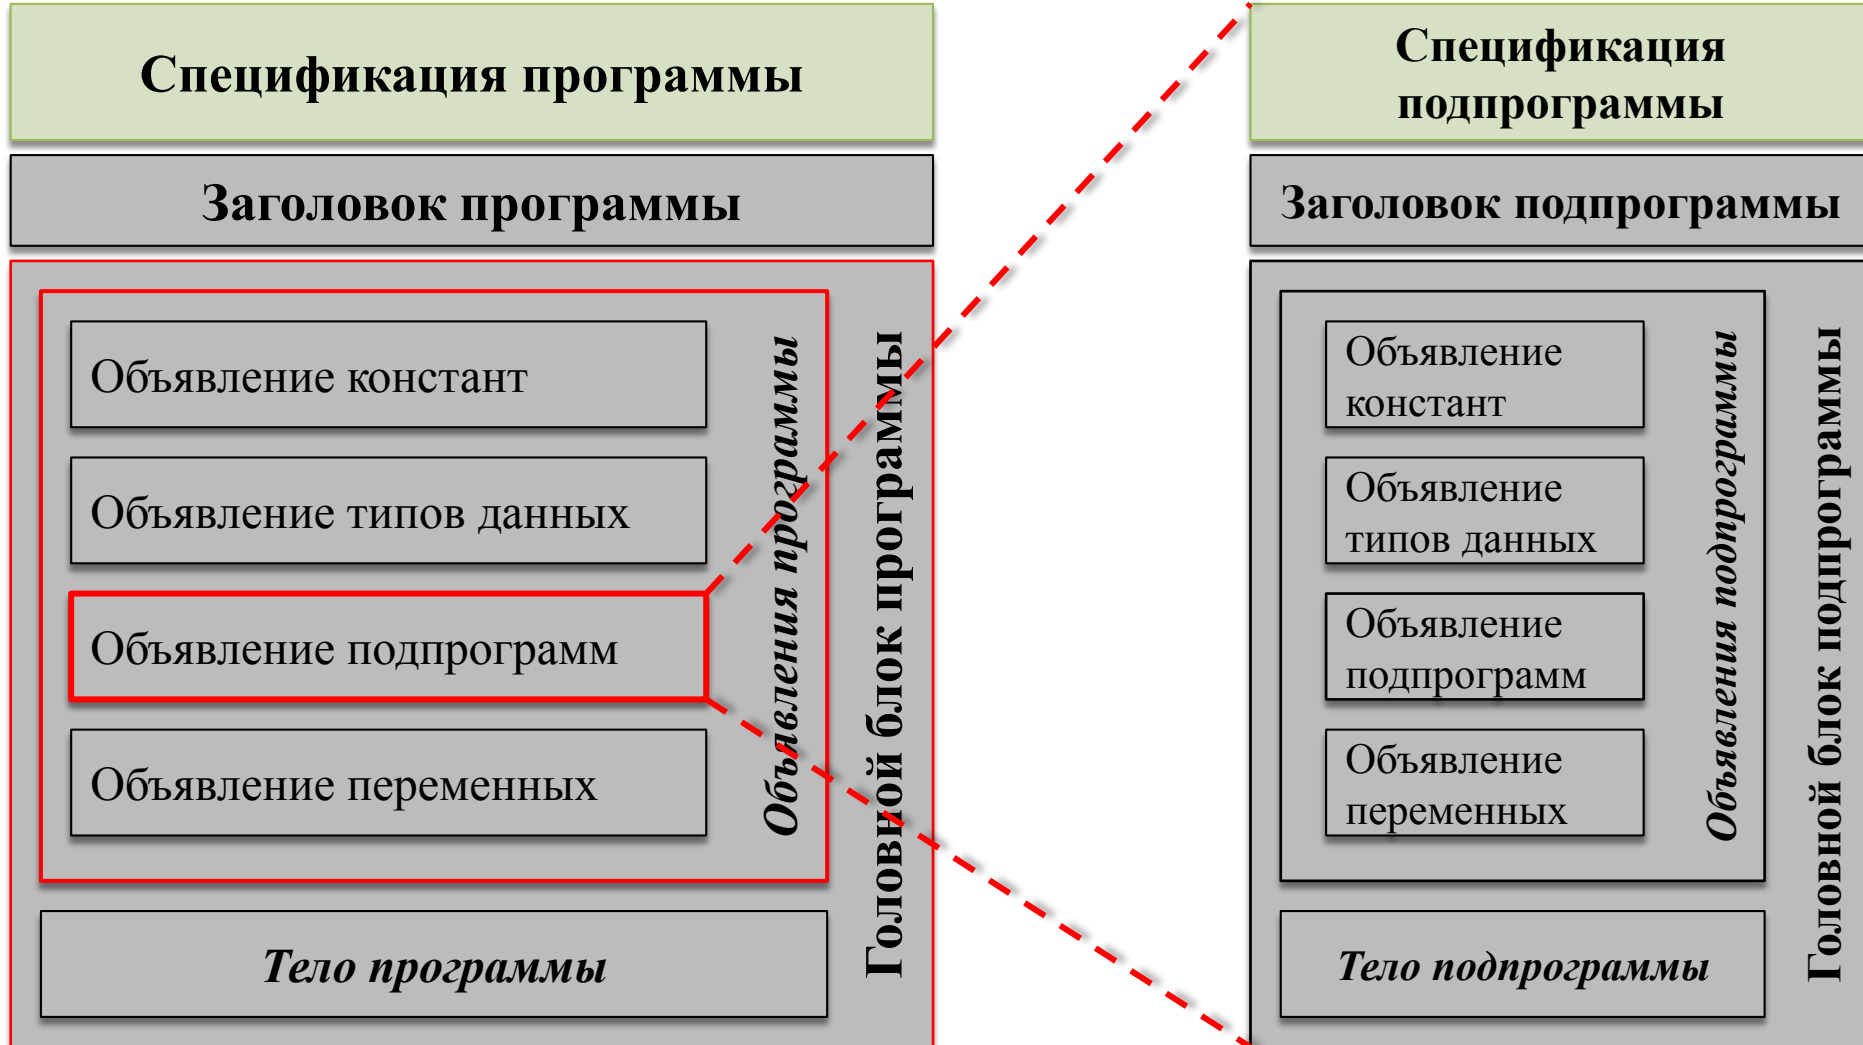 Спецификация программы
Заголовок программы
Объявление констант
Объявление типов данных
Объявление подпрограмм
Объявление переменных
Объявления программы
Головной блок программы
Тело программы
Спецификация
подпрограммы
Заголовок подпрограммы
Объявление
констант
Объявление
типов данных
Объявление
подпрограмм
Объявление
переменных
Объявления подпрограммы
Головной блок подпрограммы
Тело подпрограммы